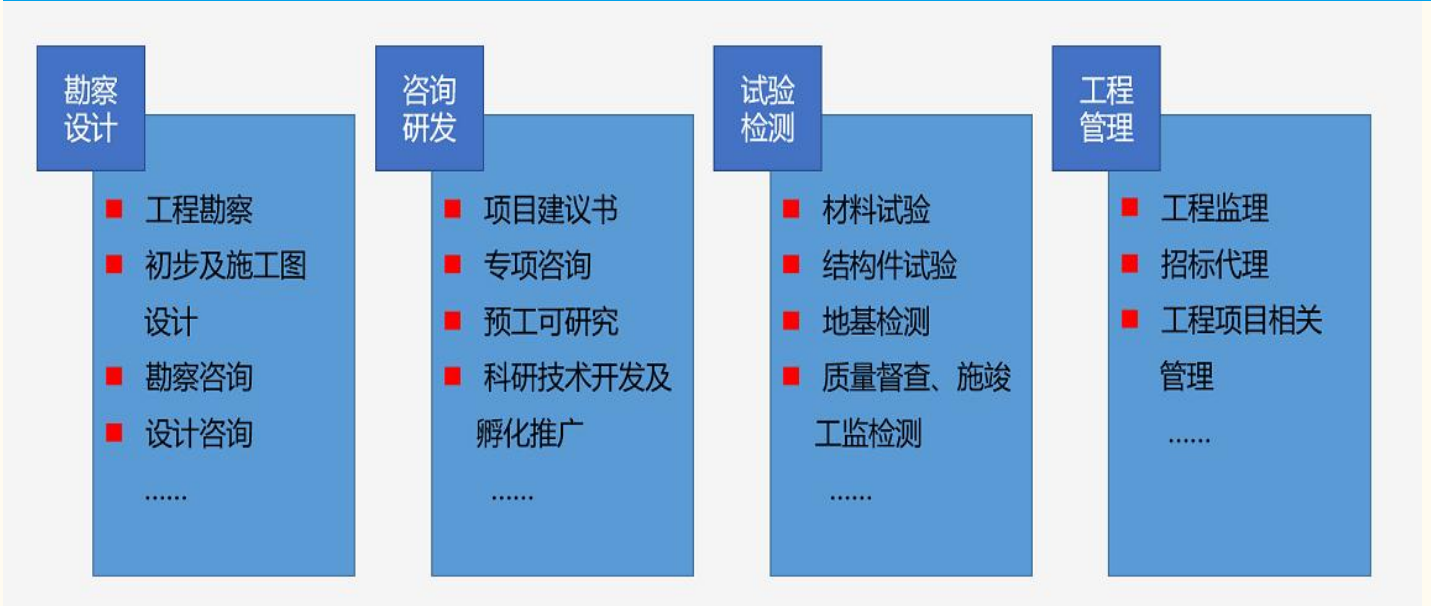 勘察
设计
工程勘察
初步及施工图
设计
勘察咨询
设计咨询
......
咨询
研发
项目建议书
专项咨询
预工可研究
科研技术开发及
孵化推广
......
试验
检测
材料试验
结构件试验
地基检测
质量督查、施竣
工监检测
......
工程
管理
工程监理
招标代理
工程项目相关
管理
......